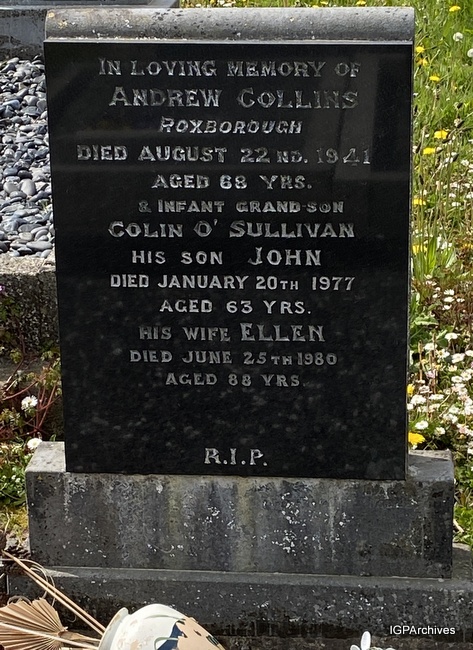 IN LOVING MEMORY OF
ANDREW COLLINS
ROXBOROUGH
DIED AUGUST 22ND. 1941
AGED 68 YRS.
& INFANT GRAND-SON
COLIN O' SULLIVAN
HIS SON JOHN
DIED JANUARY 20TH 1977
AGED 63 YRS.
HIS WIFE ELLEN
DIED JUNE 25TH 1980
AGED 88 YRS
R.I.P.
IGPArchives